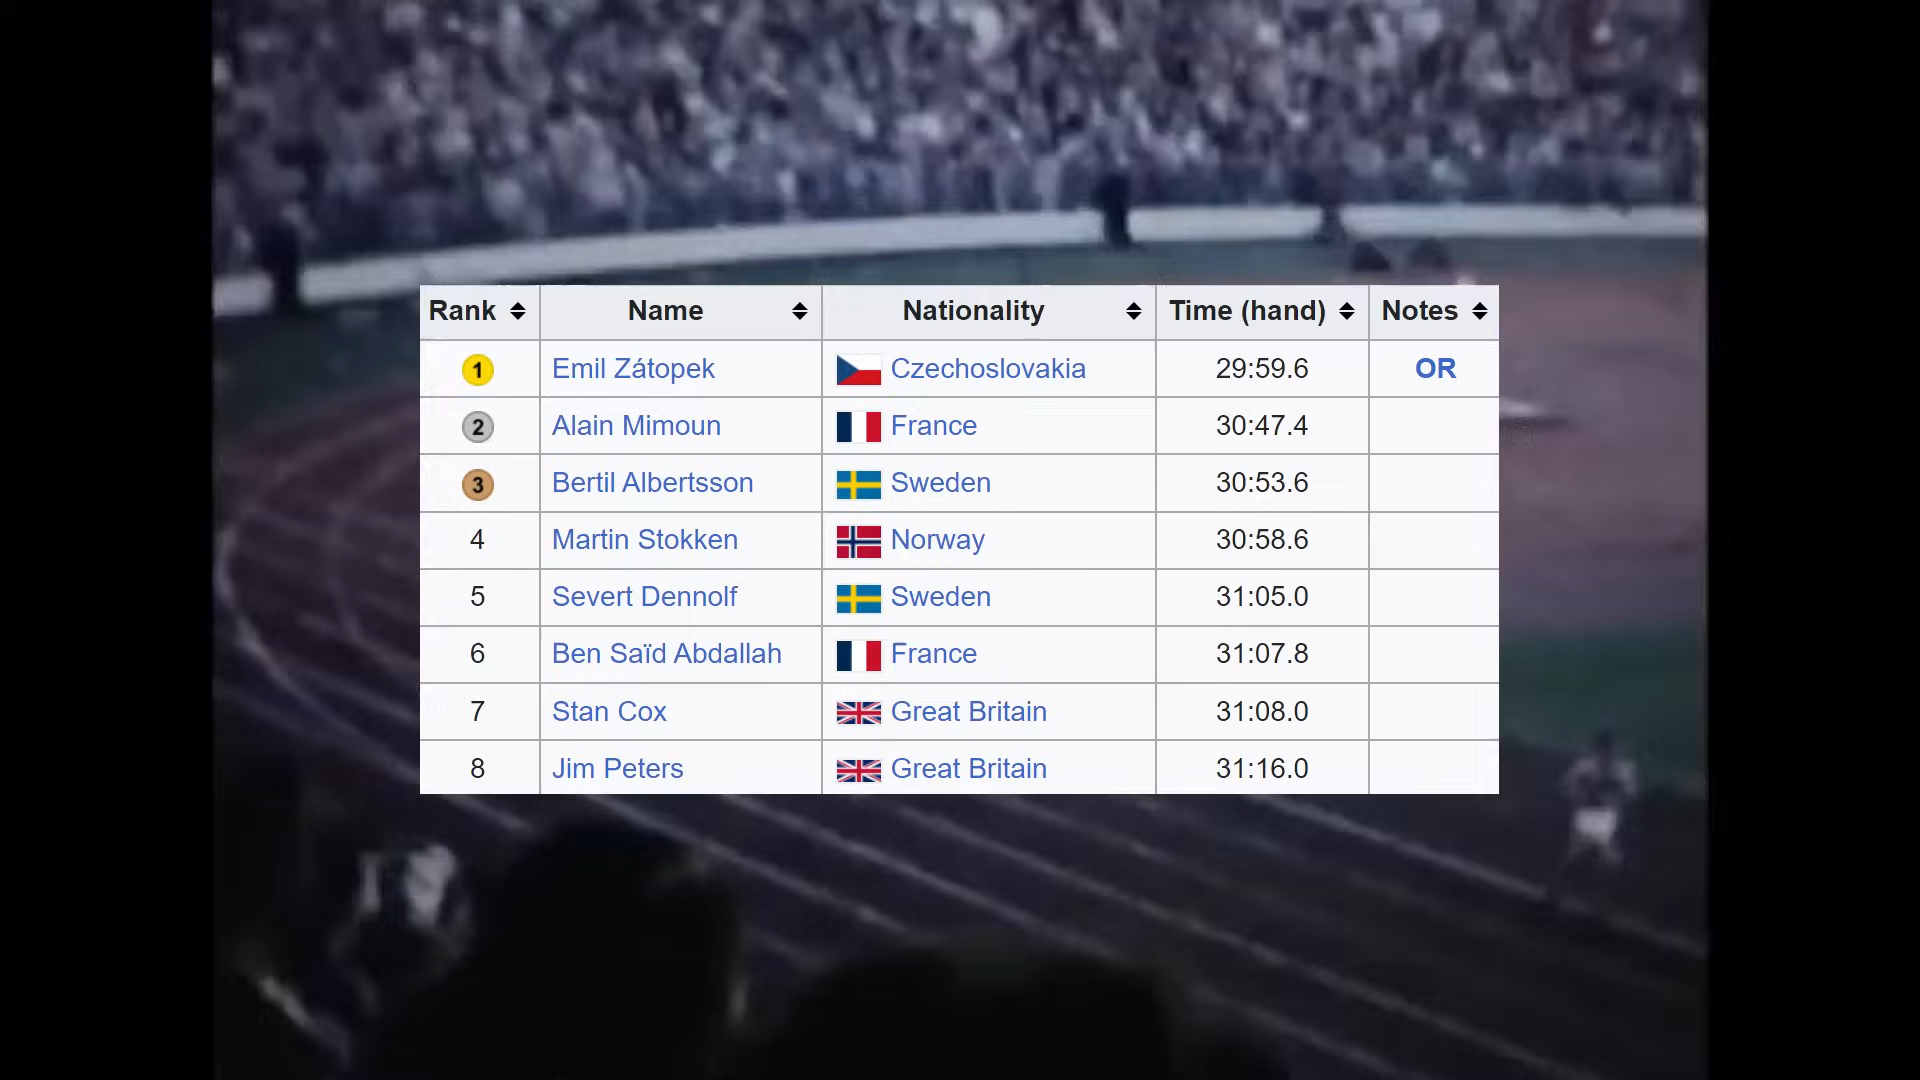 Rank Name Nationality Time (hand) Notes
1 Emil Zátopek Czechoslovakia 29:59.6 OR
2 Alain Mimoun France 30:47.4
3 Bertil Albertsson Sweden 30:53.6
4 Martin Stokken Norway 30:58.6
5 Severt Dennolf Sweden 31:05.0
6 Ben Saïd Abdallah France 31:07.8
7 Stan Cox Great Britain 31:08.0
8 Jim Peters Great Britain 31:16.0